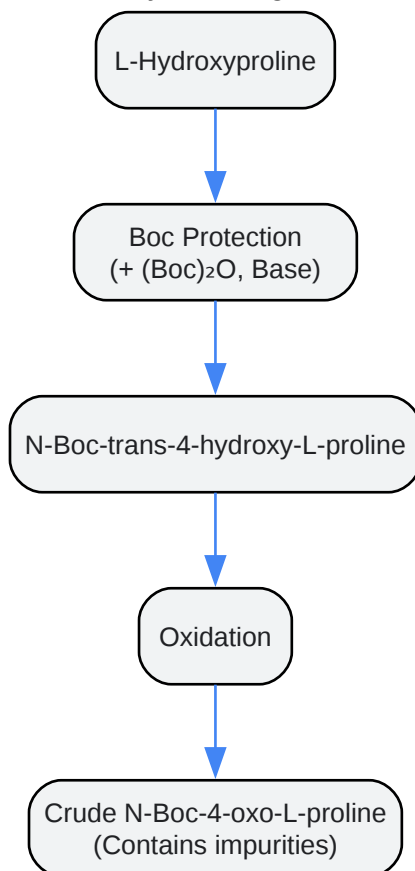 L-Hydroxyproline
Boc Protection
(+ (Boc)₂O, Base)
N-Boc-trans-4-hydroxy-L-proline
Oxidation
Crude N-Boc-4-oxo-L-proline
(Contains impurities)